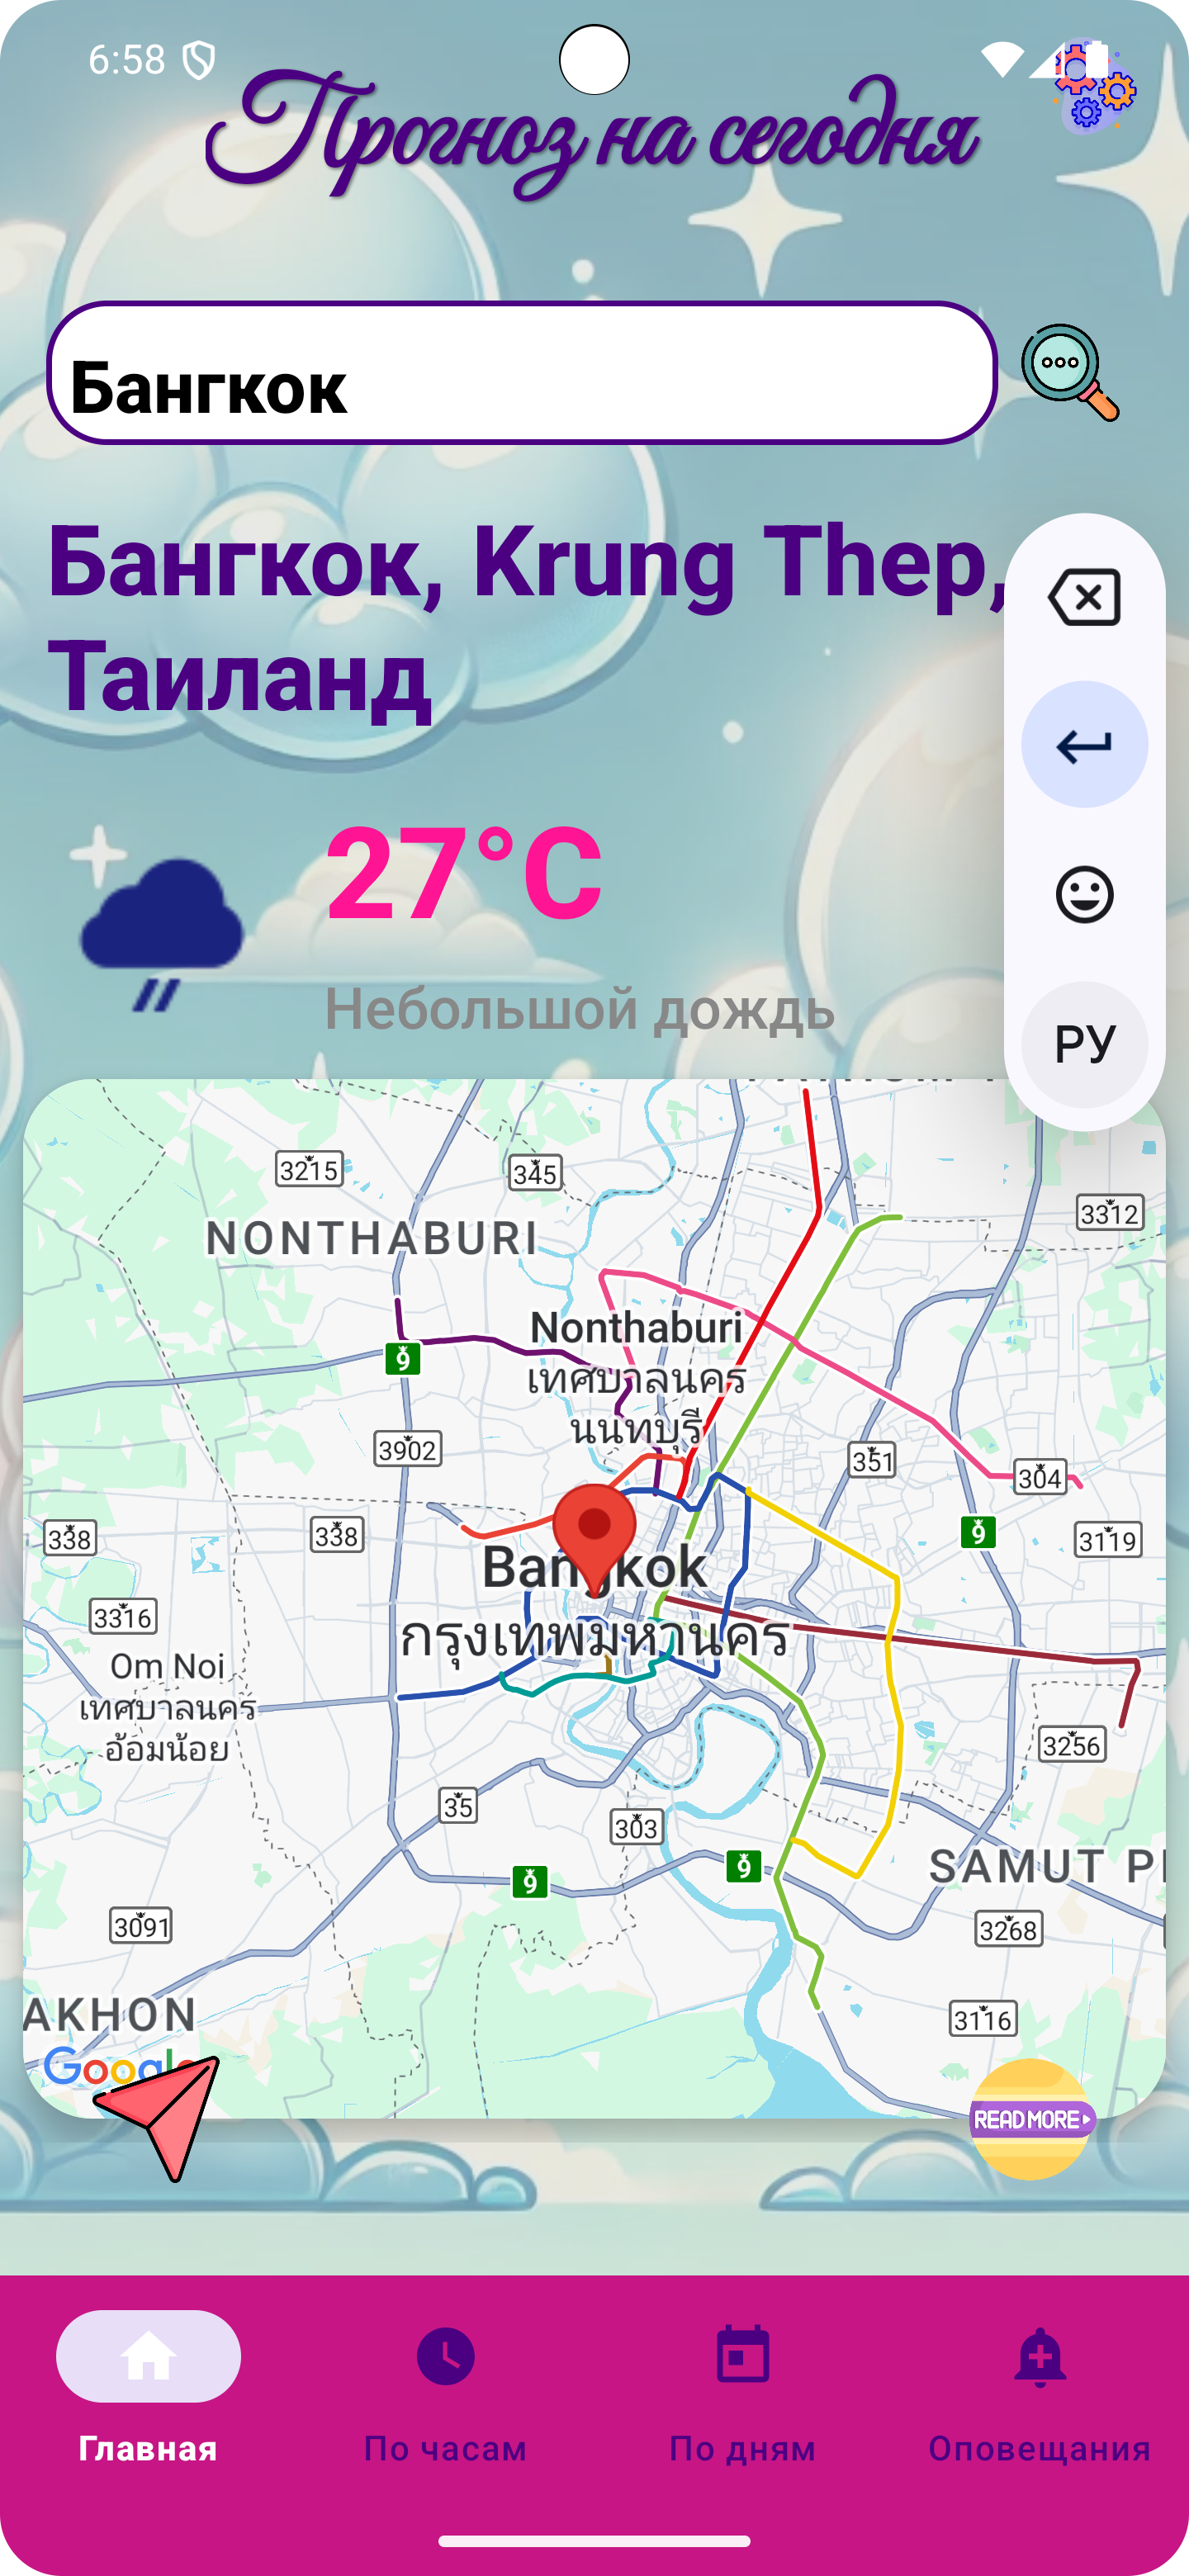 6:58
Прогноз на сегодня
Бангкок
Бангкок, Krung Thep,
Таиланд
27°C
Небольшой дождь
РУ
3215
345
3312
NONTHABURI
Nonthaburi
เทศบาลนคร
นนทบุรี
9
3902
351
304
338
338
9
3119
Bangkok
กรุงเทพมหานคร
3316
Om Noi
เทศบาลนคร
อ้อมน้อย
3256
35
303
9
9
SAMUT P
3091
3268
AKHON
3116
Google
READ MORE
Главная
По часам
По дням
Оповещания